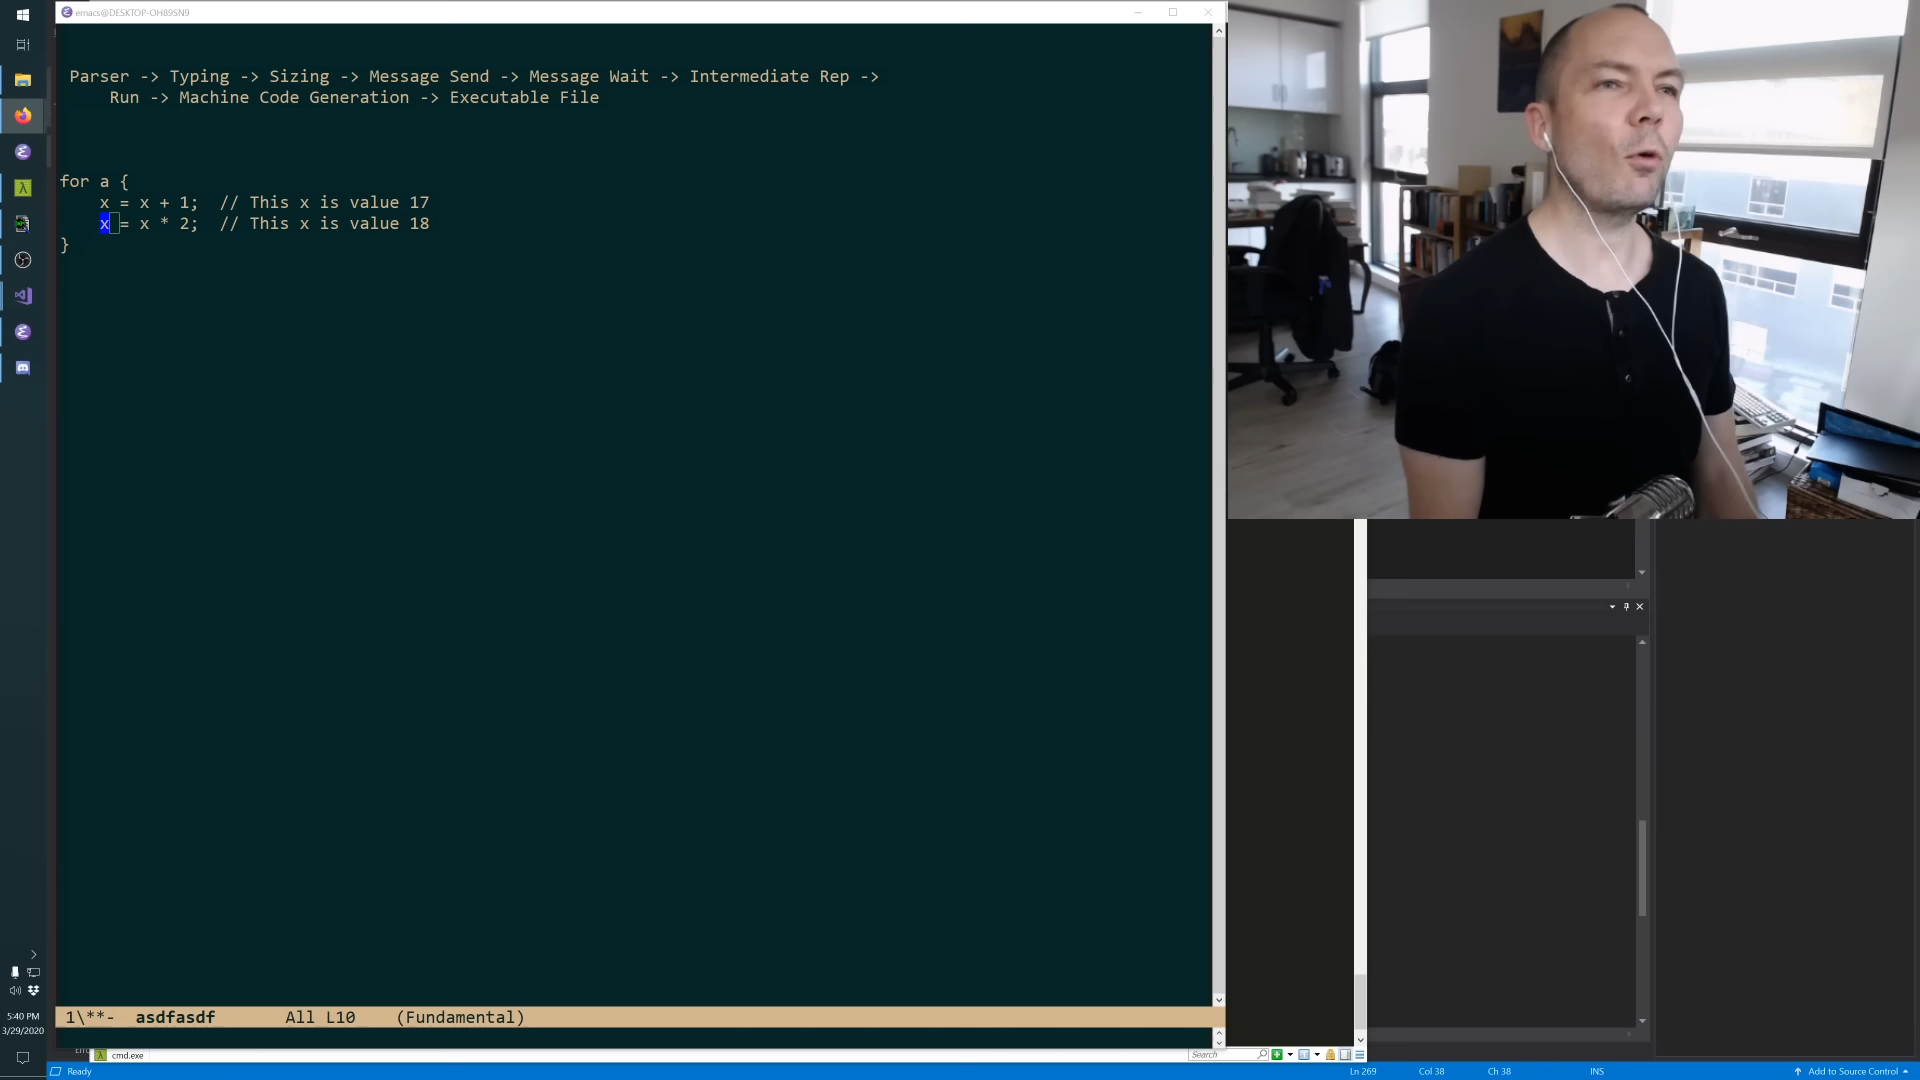 emacs@DESKTOP-OH89SN9
Parser -> Typing -> Sizing -> Message Send -> Message Wait -> Intermediate Rep ->
Run -> Machine Code Generation -> Executable File
for a {
x = x + 1;  // This x is value 17
x = x * 2;  // This x is value 18
}
1\**-  asdfasdf       All L10    (Fundamental)
5:40 PM
3/29/2020
cmd.exe
Search
Ready
Ln 269
Col 38
Ch 38
INS
Add to Source Control